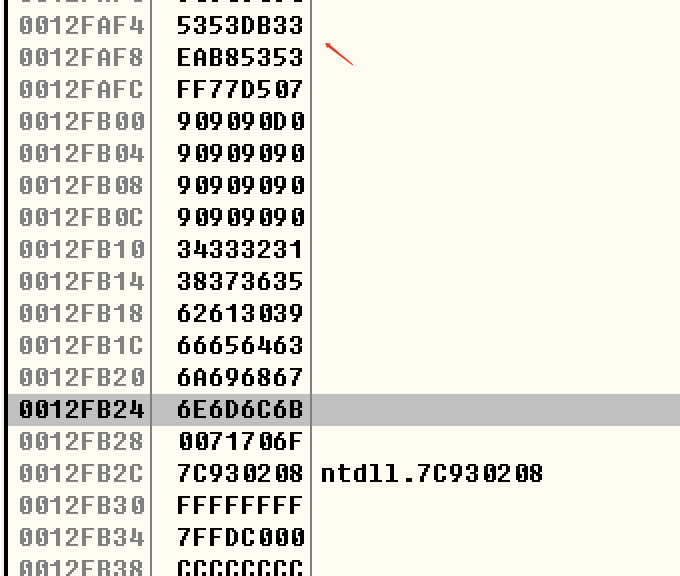 0012FAF4 5353DB33
0012FAF8 EAB85353
0012FAFC FF77D507
0012FB00 909090D0
0012FB04 90909090
0012FB08 90909090
0012FB0C 90909090
0012FB10 34333231
0012FB14 38373635
0012FB18 62613039
0012FB1C 66656463
0012FB20 6A696867
0012FB24 6E6D6C6B
0012FB28 0071706F
0012FB2C 7C930208 ntdll.7C930208
0012FB30 FFFFFFFF
0012FB34 7FFDC000
0012FB38 CCCCCCCC